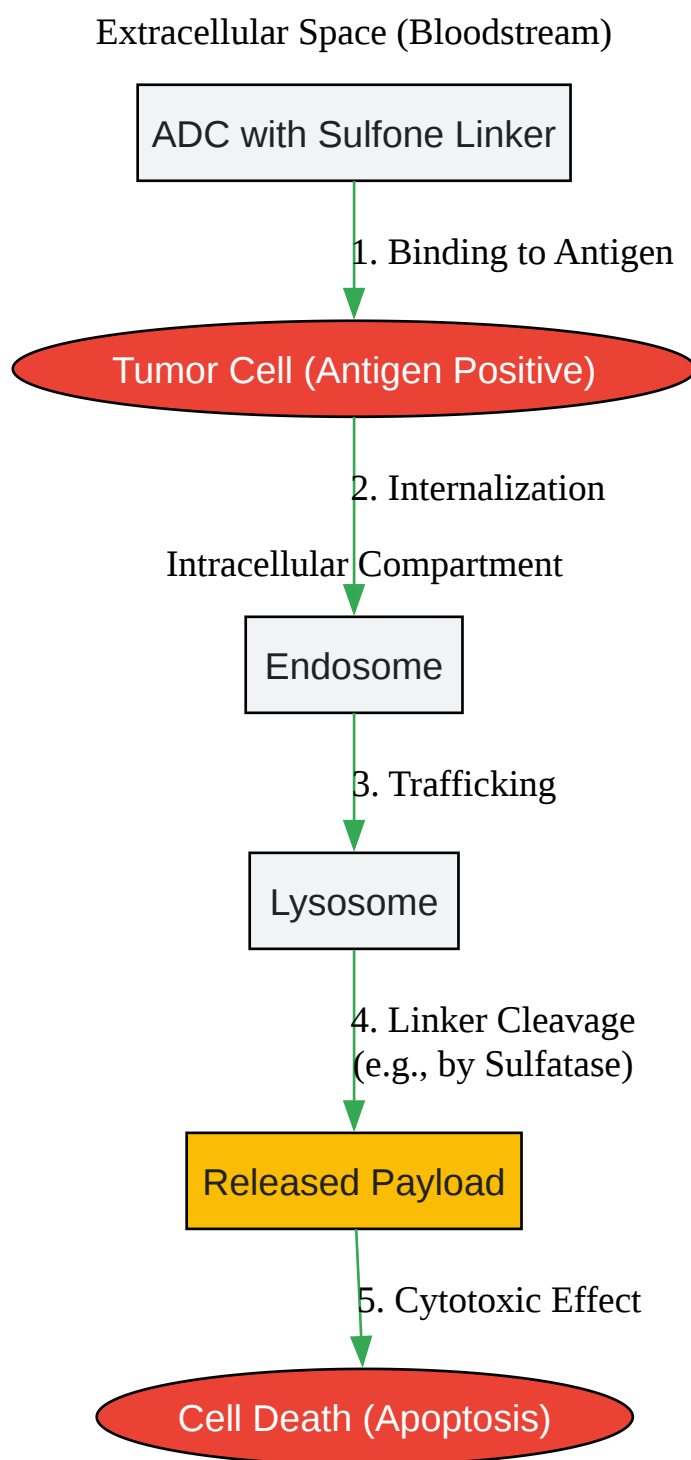 Extracellular Space (Bloodstream)
ADC with Sulfone Linker
1. Binding to Antigen
Tumor Cell (Antigen Positive)
2. Internalization
Intracellular Compartment
Endosome
3. Trafficking
Lysosome
4. Linker Cleavage
(e.g., by Sulfatase)
Released Payload
5. Cytotoxic Effect
Cell Death (Apoptosis)